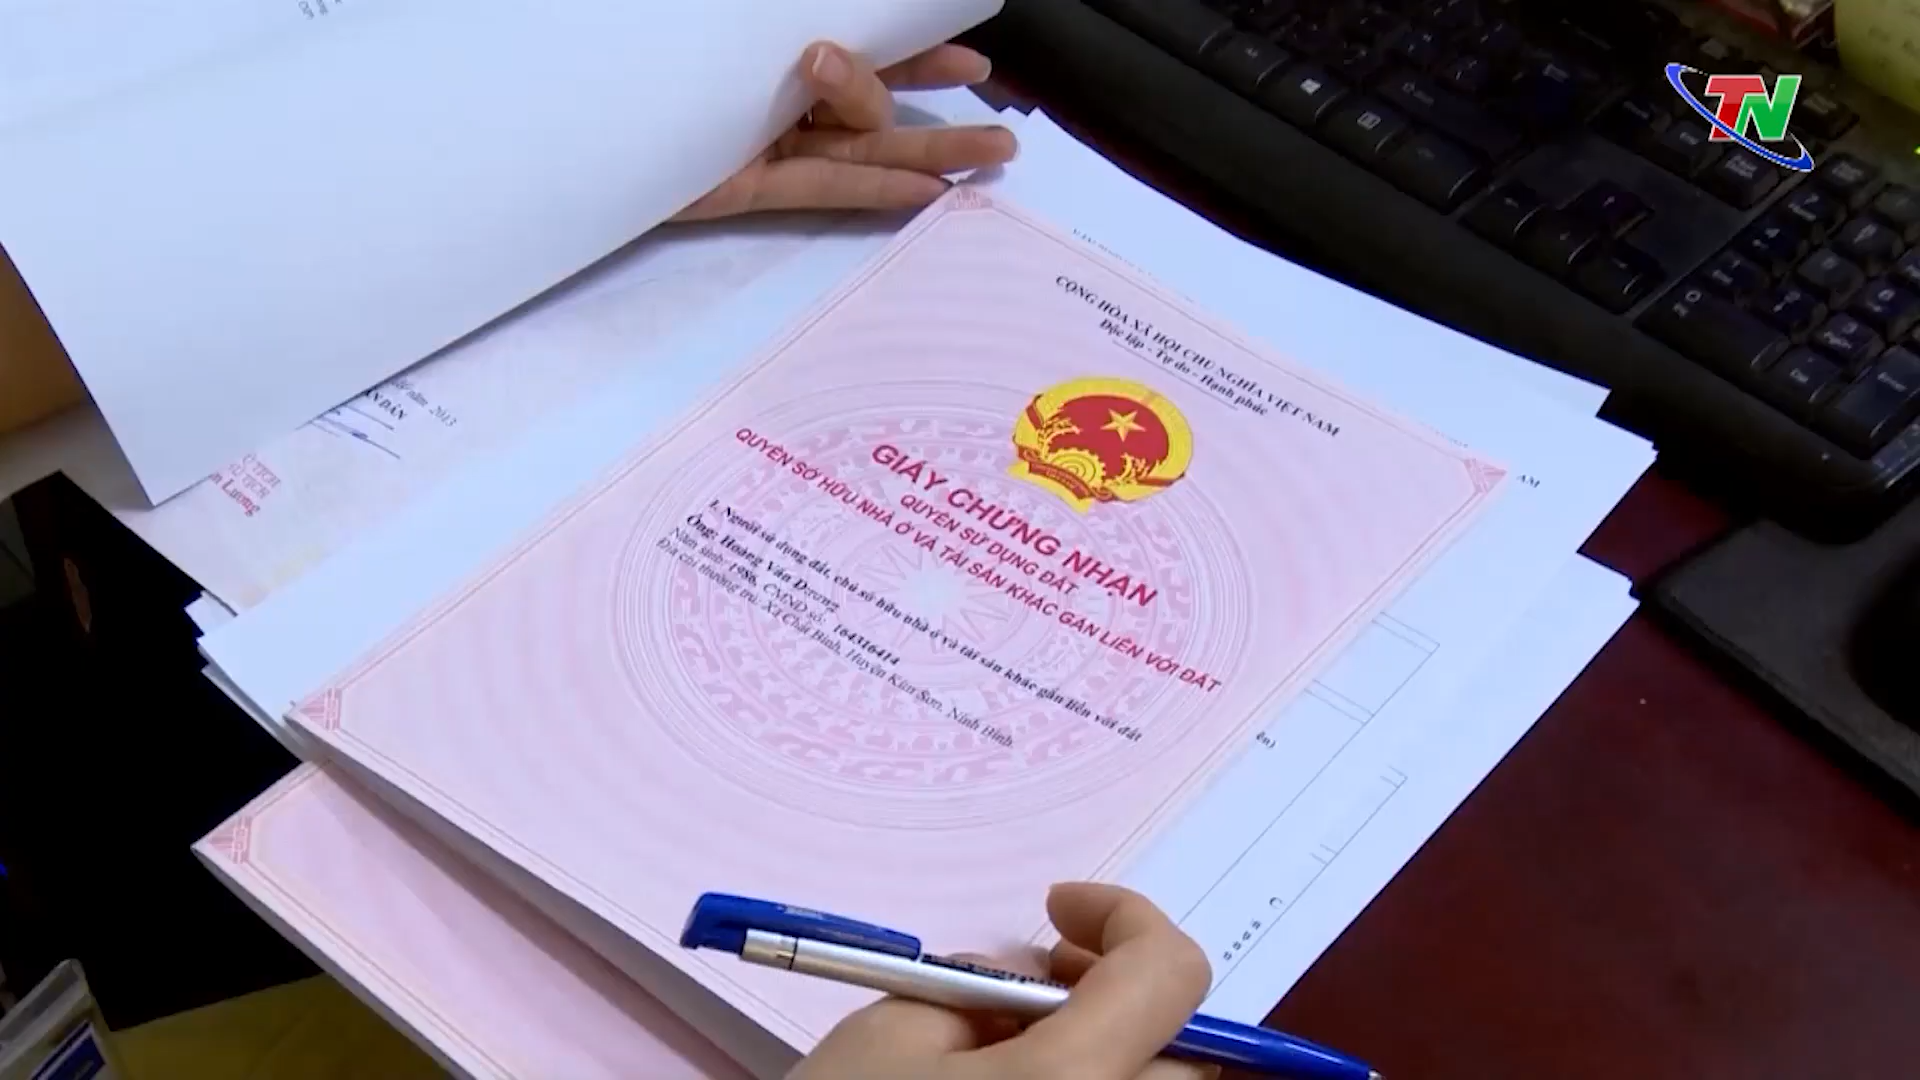 TN
CỘNG HÒA XÃ HỘI CHỦ NGHĨA VIỆT NAM
Độc lập - Tự do - Hạnh phúc
GIẤY CHỨNG NHẬN
QUYỀN SỬ DỤNG ĐẤT
QUYỀN SỞ HỮU NHÀ Ở VÀ TÀI SẢN KHÁC GẮN LIỀN VỚI ĐẤT
I. Người sử dụng đất, chủ sở hữu nhà ở và tài sản khác gắn liền với đất
Ông: Hoàng Văn Dương
Năm sinh: 1986, CMND số: 164316414
Địa chỉ thường trú: Xã Chất Bình, Huyện Kim Sơn, Ninh Bình.
năm 2013
AM
Enter